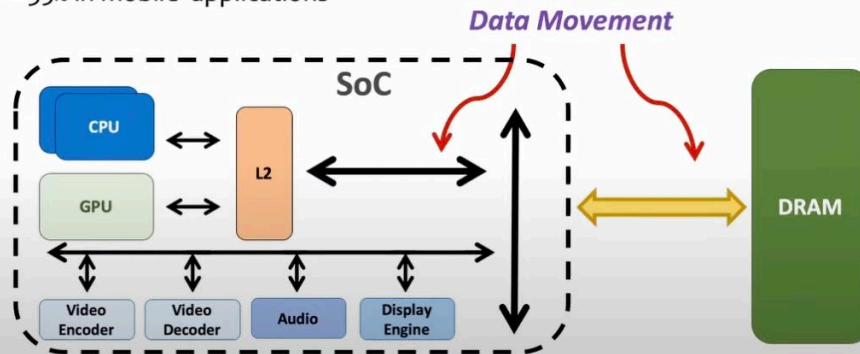 Data Movement
SoC
CPU
L2
GPU
DRAM
Video
Encoder
Video
Decoder
Audio
Display
Engine